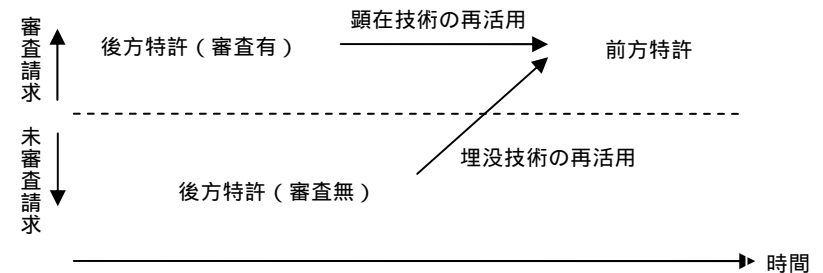 顕在技術の再活用
審査請求
後方特許(審査有)
前方特許
未審査請求
埋没技術の再活用
後方特許(審査無)
時間